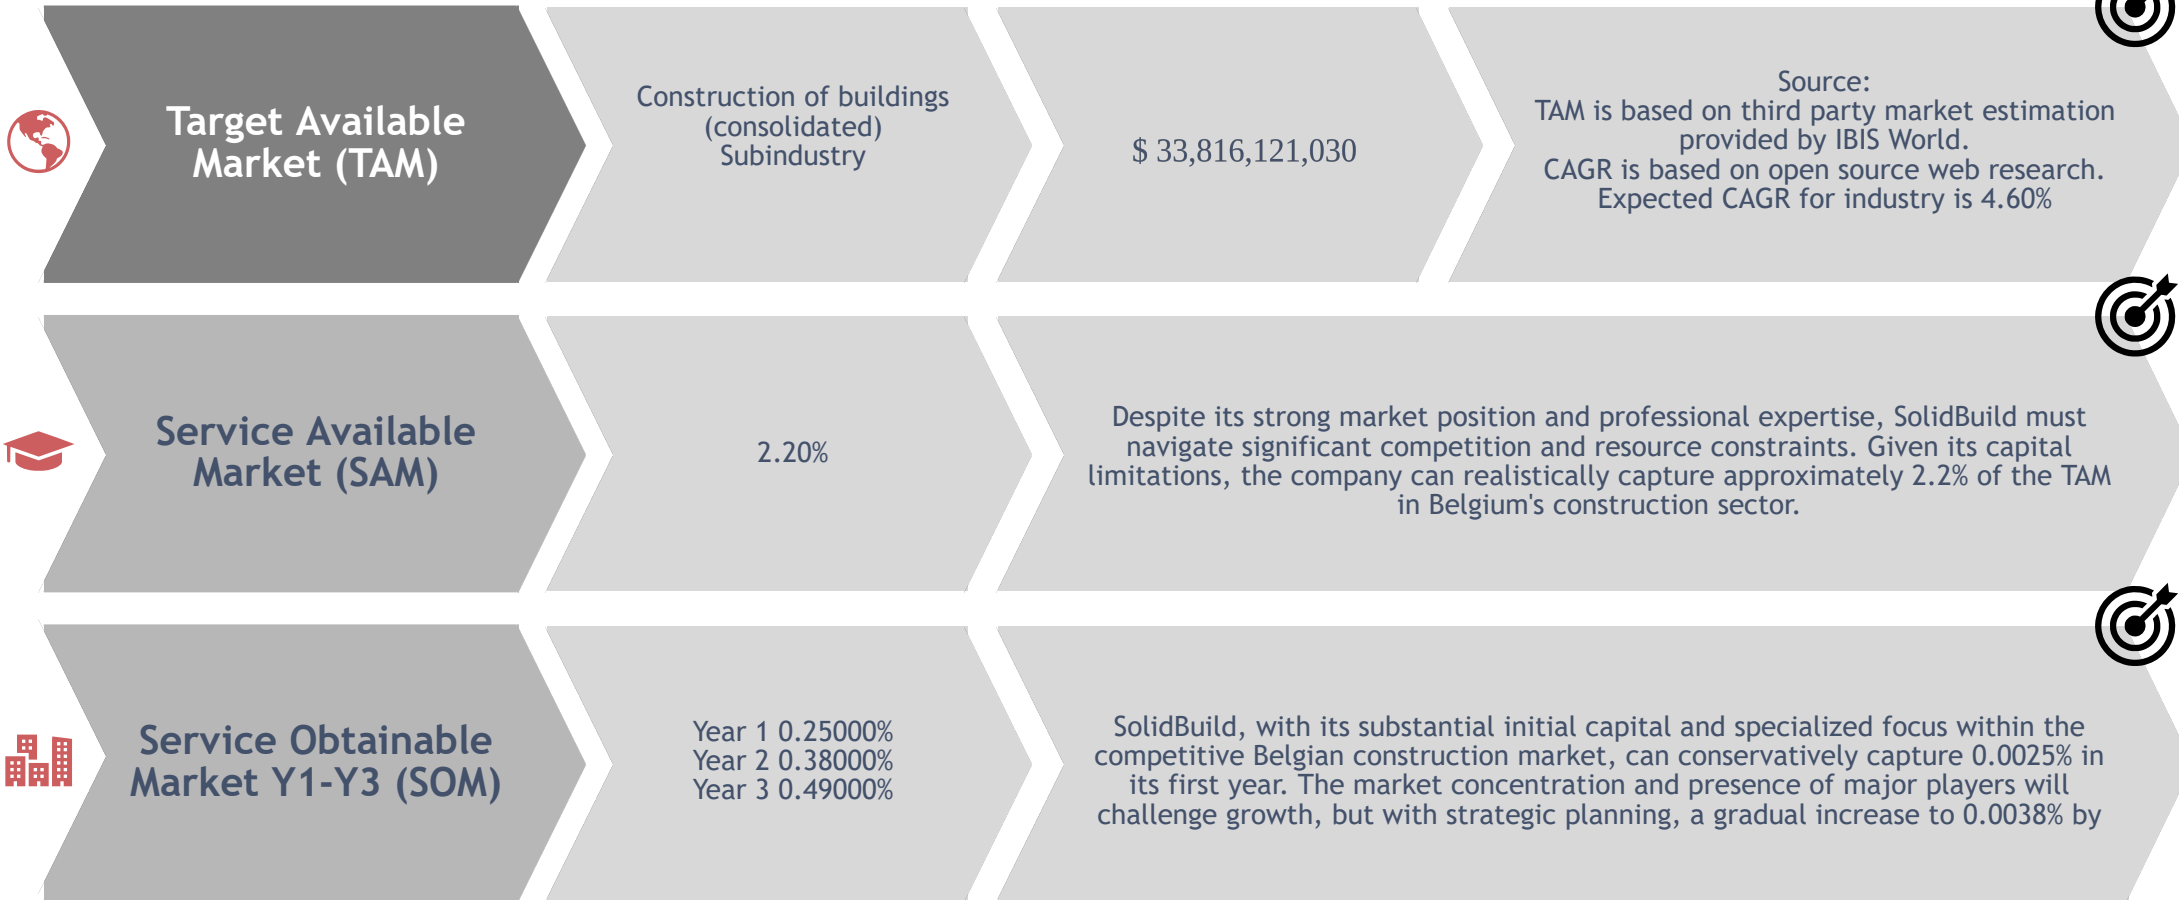 Target Available
Market (TAM)
Construction of buildings
(consolidated)
Subindustry
$ 33,816,121,030
Source:
TAM is based on third party market estimation
provided by IBIS World.
CAGR is based on open source web research.
Expected CAGR for industry is 4.60%
Service Available
Market (SAM)
2.20%
Despite its strong market position and professional expertise, SolidBuild must
navigate significant competition and resource constraints. Given its capital
limitations, the company can realistically capture approximately 2.2% of the TAM
in Belgium's construction sector.
Service Obtainable
Market Y1-Y3 (SOM)
Year 1 0.25000%
Year 2 0.38000%
Year 3 0.49000%
SolidBuild, with its substantial initial capital and specialized focus within the
competitive Belgian construction market, can conservatively capture 0.0025% in
its first year. The market concentration and presence of major players will
challenge growth, but with strategic planning, a gradual increase to 0.0038% by